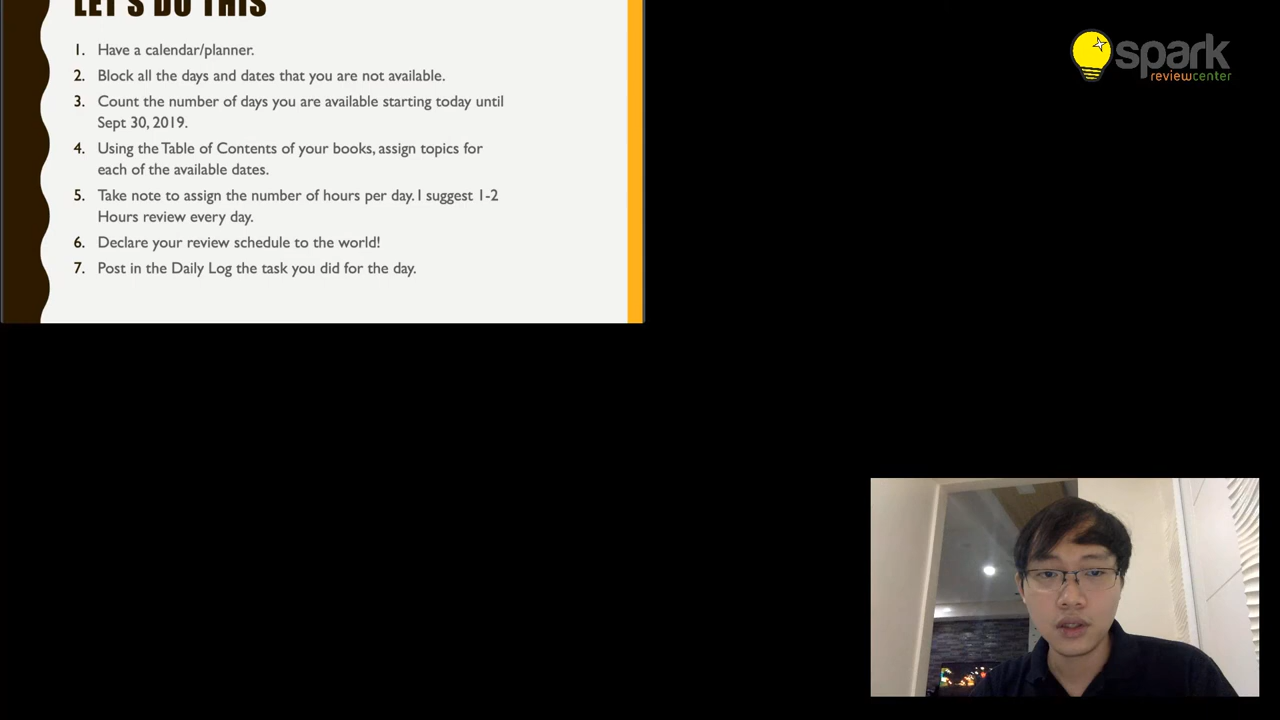 LET'S DO THIS
1. Have a calendar/planner.
2. Block all the days and dates that you are not available.
3. Count the number of days you are available starting today until
Sept 30, 2019.
4. Using the Table of Contents of your books, assign topics for
each of the available dates.
5. Take note to assign the number of hours per day. I suggest 1-2
Hours review every day.
6. Declare your review schedule to the world!
7. Post in the Daily Log the task you did for the day.
spark
reviewcenter